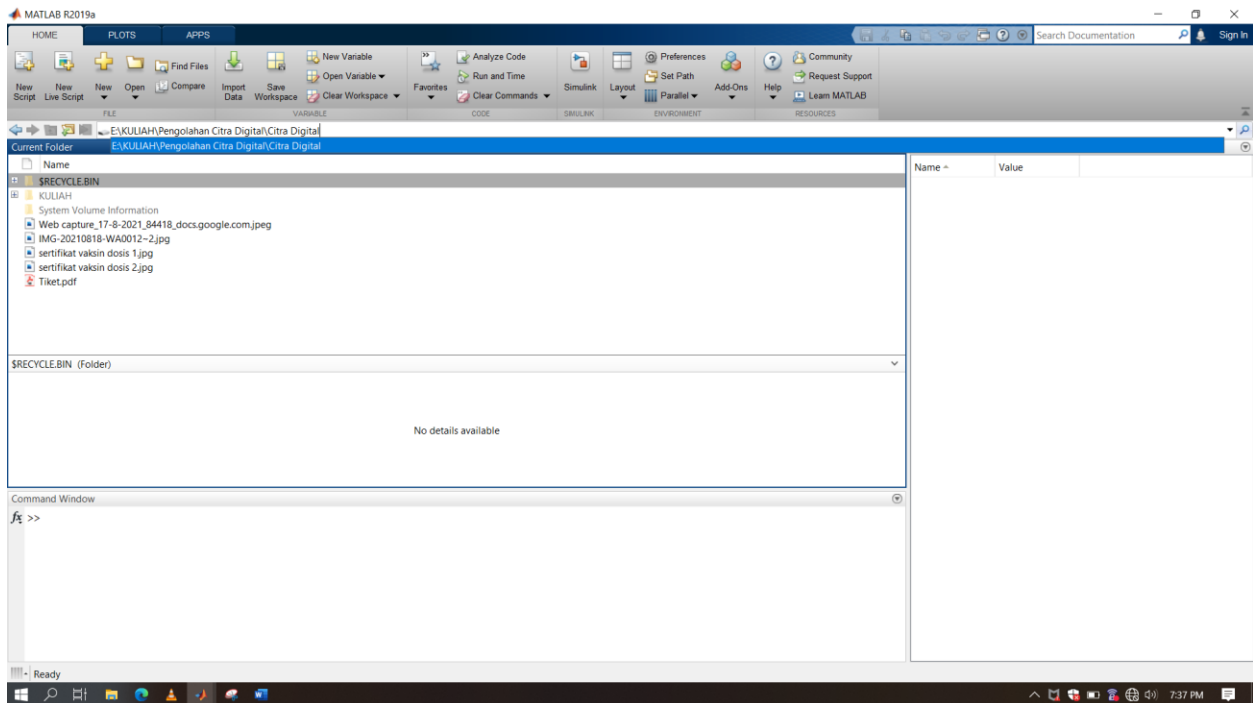 MATLAB R2019a
HOME PLOTS APPS
Search Documentation
Sign In
New Script
New Live Script
New
Open
Find Files
Compare
Import Data
Save Workspace
New Variable
Open Variable
Clear Workspace
Favorites
Analyze Code
Run and Time
Clear Commands
Simulink
Layout
Preferences
Set Path
Parallel
Add-Ons
Help
Community
Request Support
Learn MATLAB
FILE VARIABLE CODE SIMULINK ENVIRONMENT RESOURCES
E:\KULIAH\Pengolahan Citra Digital\Citra Digital
Current Folder
E:\KULIAH\Pengolahan Citra Digital\Citra Digital
Name
$RECYCLE.BIN
KULIAH
System Volume Information
Web capture_17-8-2021_84418_docs.google.com.jpeg
IMG-20210818-WA0012~2.jpg
sertifikat vaksin dosis 1.jpg
sertifikat vaksin dosis 2.jpg
Tiket.pdf
Name Value
$RECYCLE.BIN (Folder)
No details available
Command Window
fx >>
Ready
7:37 PM